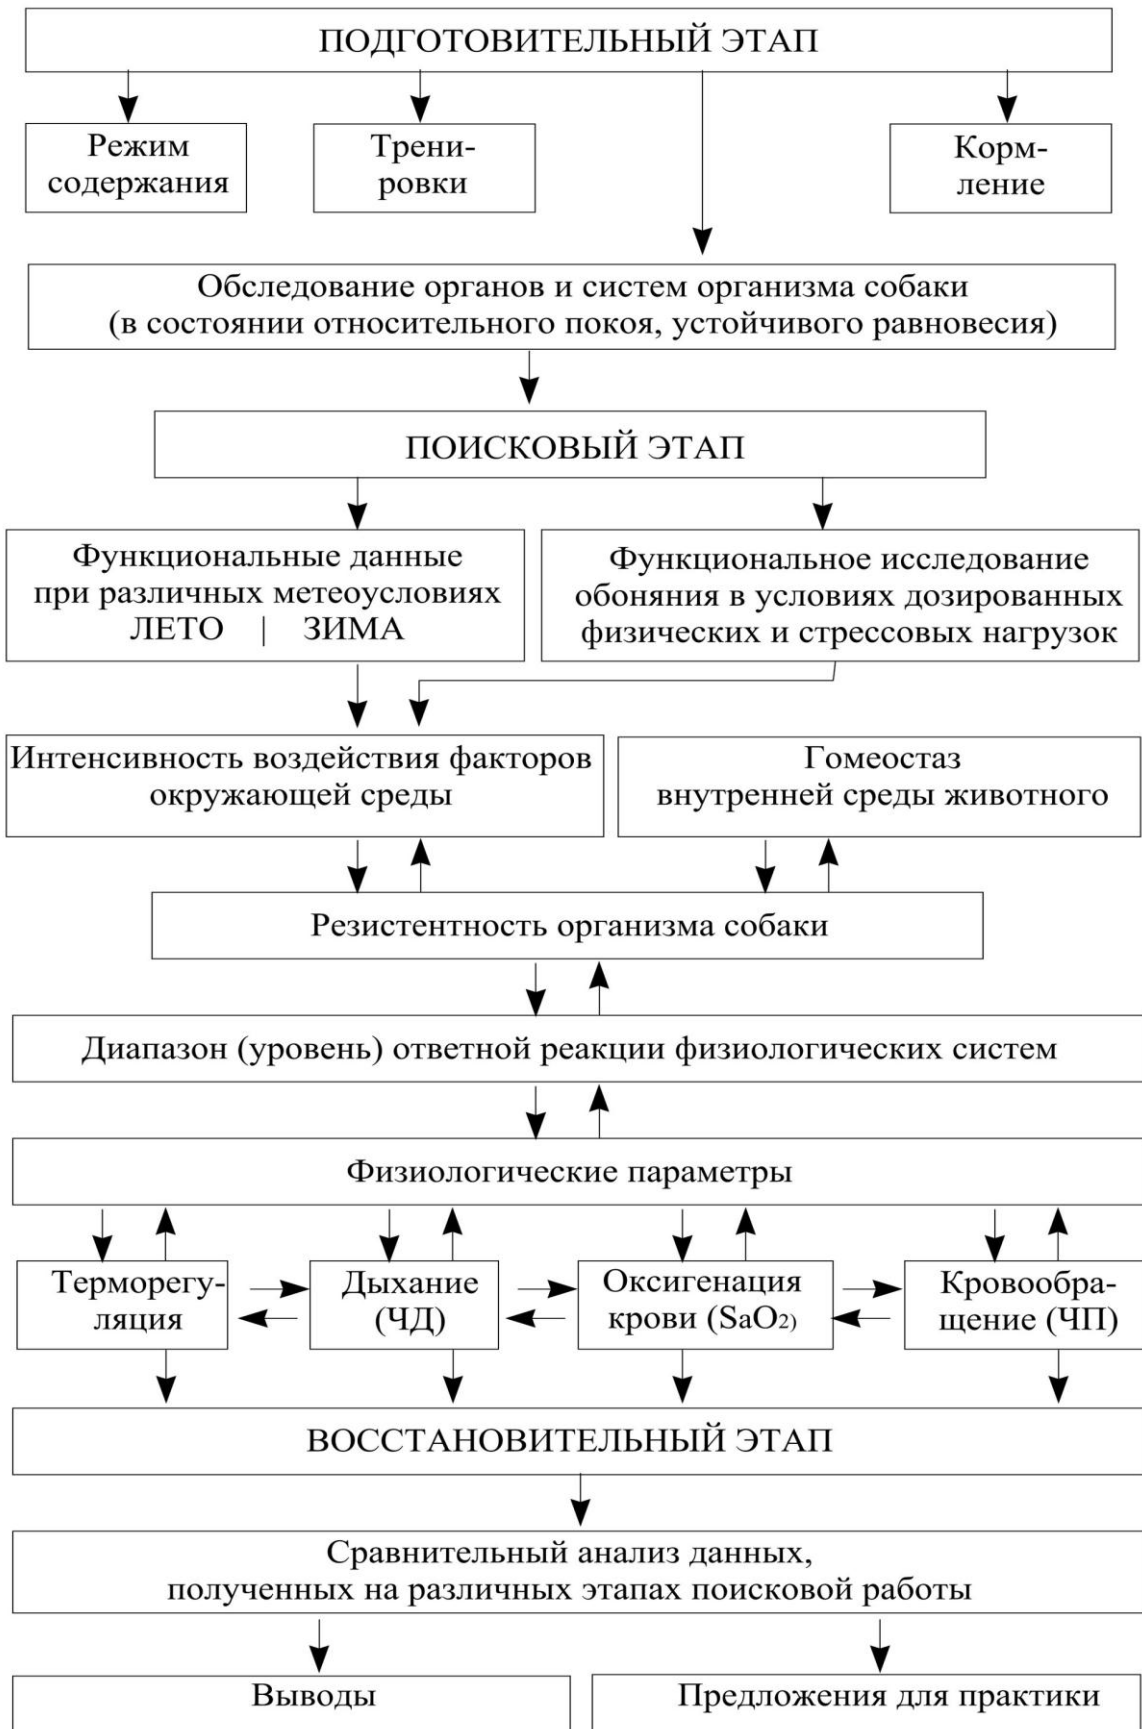 ПОДГОТОВИТЕЛЬНЫЙ ЭТАП
Режим
содержания
Трени-
ровки
Корм-
ление
Обследование органов и систем организма собаки
(в состоянии относительного покоя, устойчивого равновесия)
ПОИСКОВЫЙ ЭТАП
Функциональные данные
при различных метеоусловиях
ЛЕТО | ЗИМА
Функциональное исследование
обоняния в условиях дозированных
физических и стрессовых нагрузок
Интенсивность воздействия факторов
окружающей среды
Гомеостаз
внутренней среды животного
Резистентность организма собаки
Диапазон (уровень) ответной реакции физиологических систем
Физиологические параметры
Терморегу-
ляция
Дыхание
(ЧД)
Оксигенация
крови (SaO2)
Кровообра-
щение (ЧП)
ВОССТАНОВИТЕЛЬНЫЙ ЭТАП
Сравнительный анализ данных,
полученных на различных этапах поисковой работы
Выводы
Предложения для практики